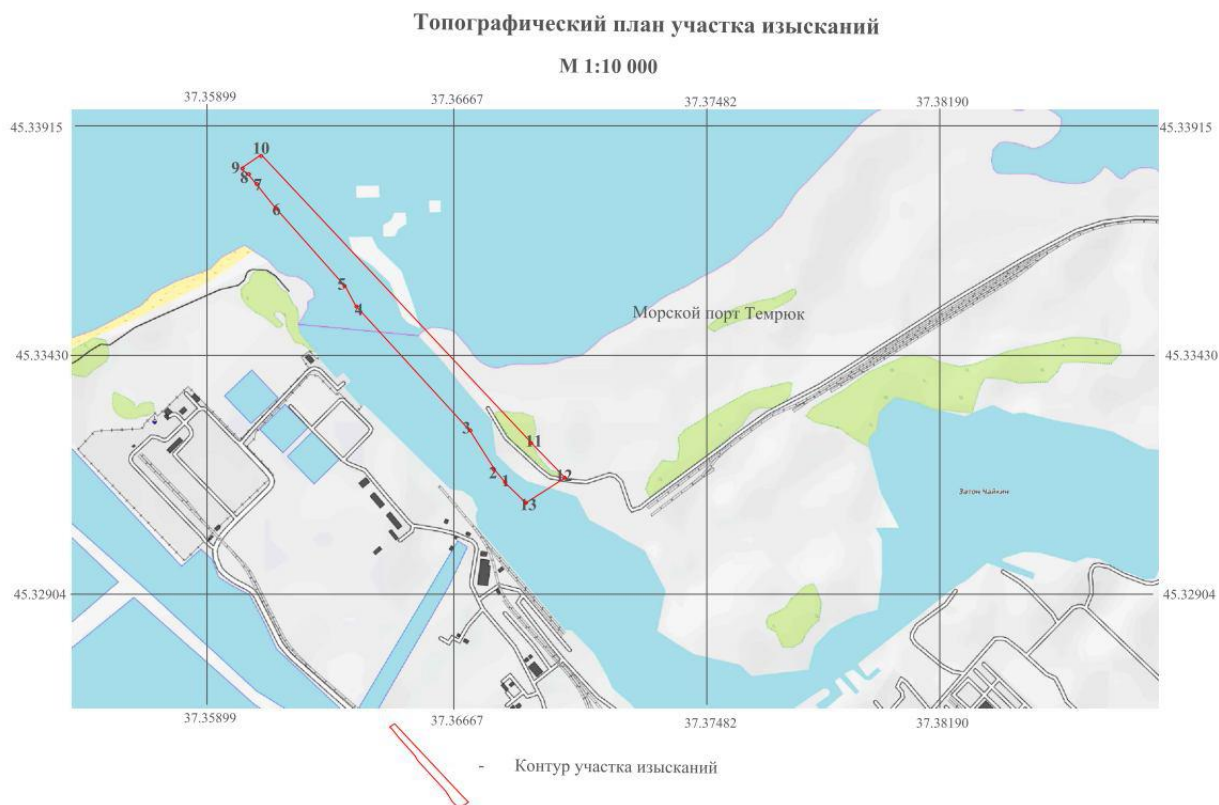 Топографический план участка изысканий
М 1:10 000
37.35899 37.36667 37.37482 37.38190
45.33915 45.33915
10
9
8
7
6
5
4
Морской порт Темрюк
45.33430 45.33430
3
11
2
12
1
13
Затон Чайкин
45.32904 45.32904
37.35899 37.36667 37.37482 37.38190
- Контур участка изысканий